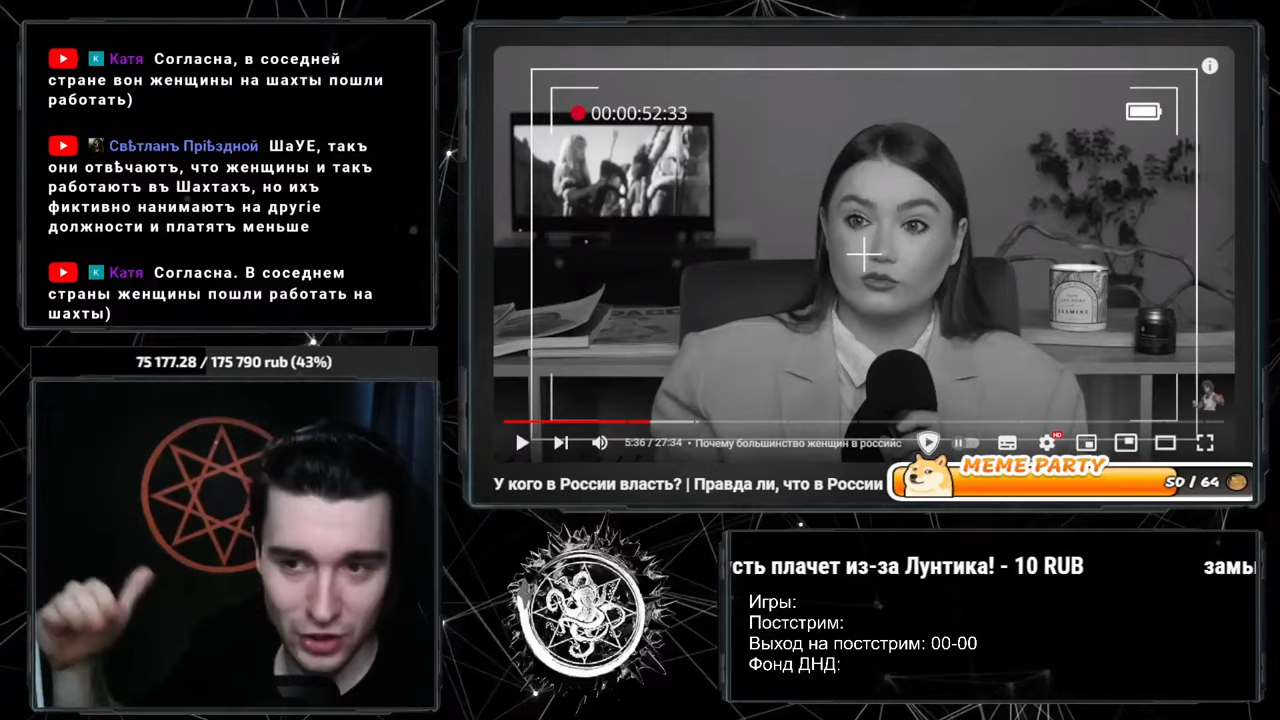 К Катя Согласна, в соседней
стране вон женщины на шахты пошли
работать)
Свѣтланъ Пріѣздной ШаУЕ, такъ
они отвѣчаютъ, что женщины и такъ
работаютъ въ Шахтахъ, но ихъ
фиктивно нанимаютъ на другіе
должности и платятъ меньше
К Катя Согласна. В соседнем
страны женщины пошли работать на
шахты)
75 177.28 / 175 790 rub (43%)
00:00:52:33
JASMINE
5:36 / 27:34 • Почему большинство женщин в российс
HD
MEME PARTY
50 / 64
У кого в России власть? | Правда ли, что в России
усть плачет из-за Лунтика! - 10 RUB
замы
Игры:
Постстрим:
Выход на постстрим: 00-00
Фонд ДНД: